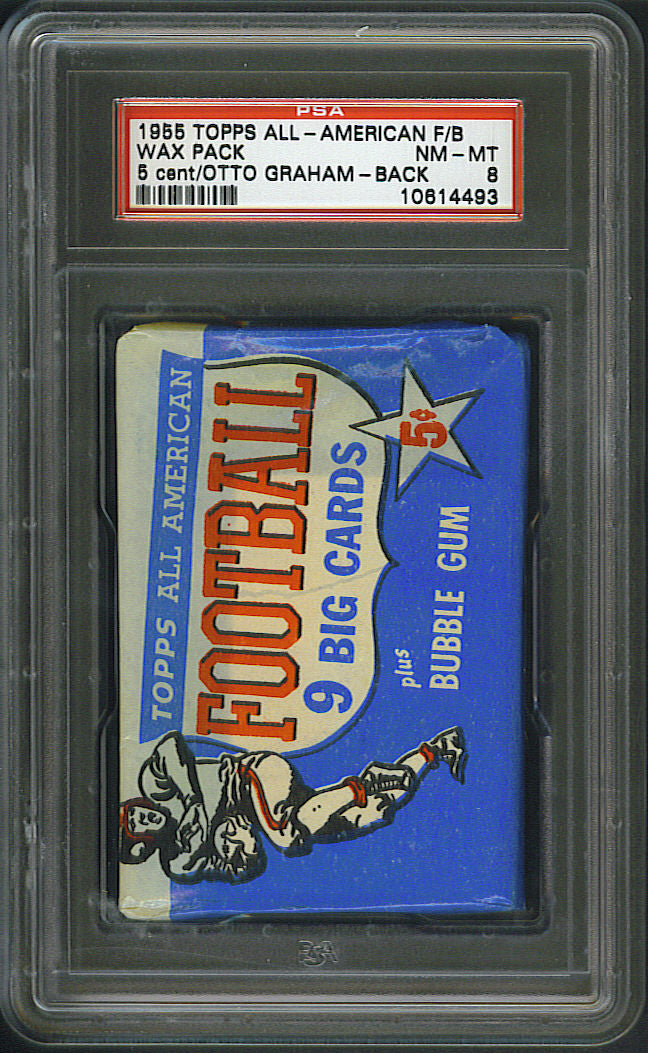 PSA
1955 TOPPS ALL-AMERICAN F/B
WAX PACK NM-MT
5 cent/OTTO GRAHAM-BACK 8
10614493
TOPPS ALL AMERICAN
FOOTBALL
9 BIG CARDS
5¢
plus
BUBBLE GUM
PSA